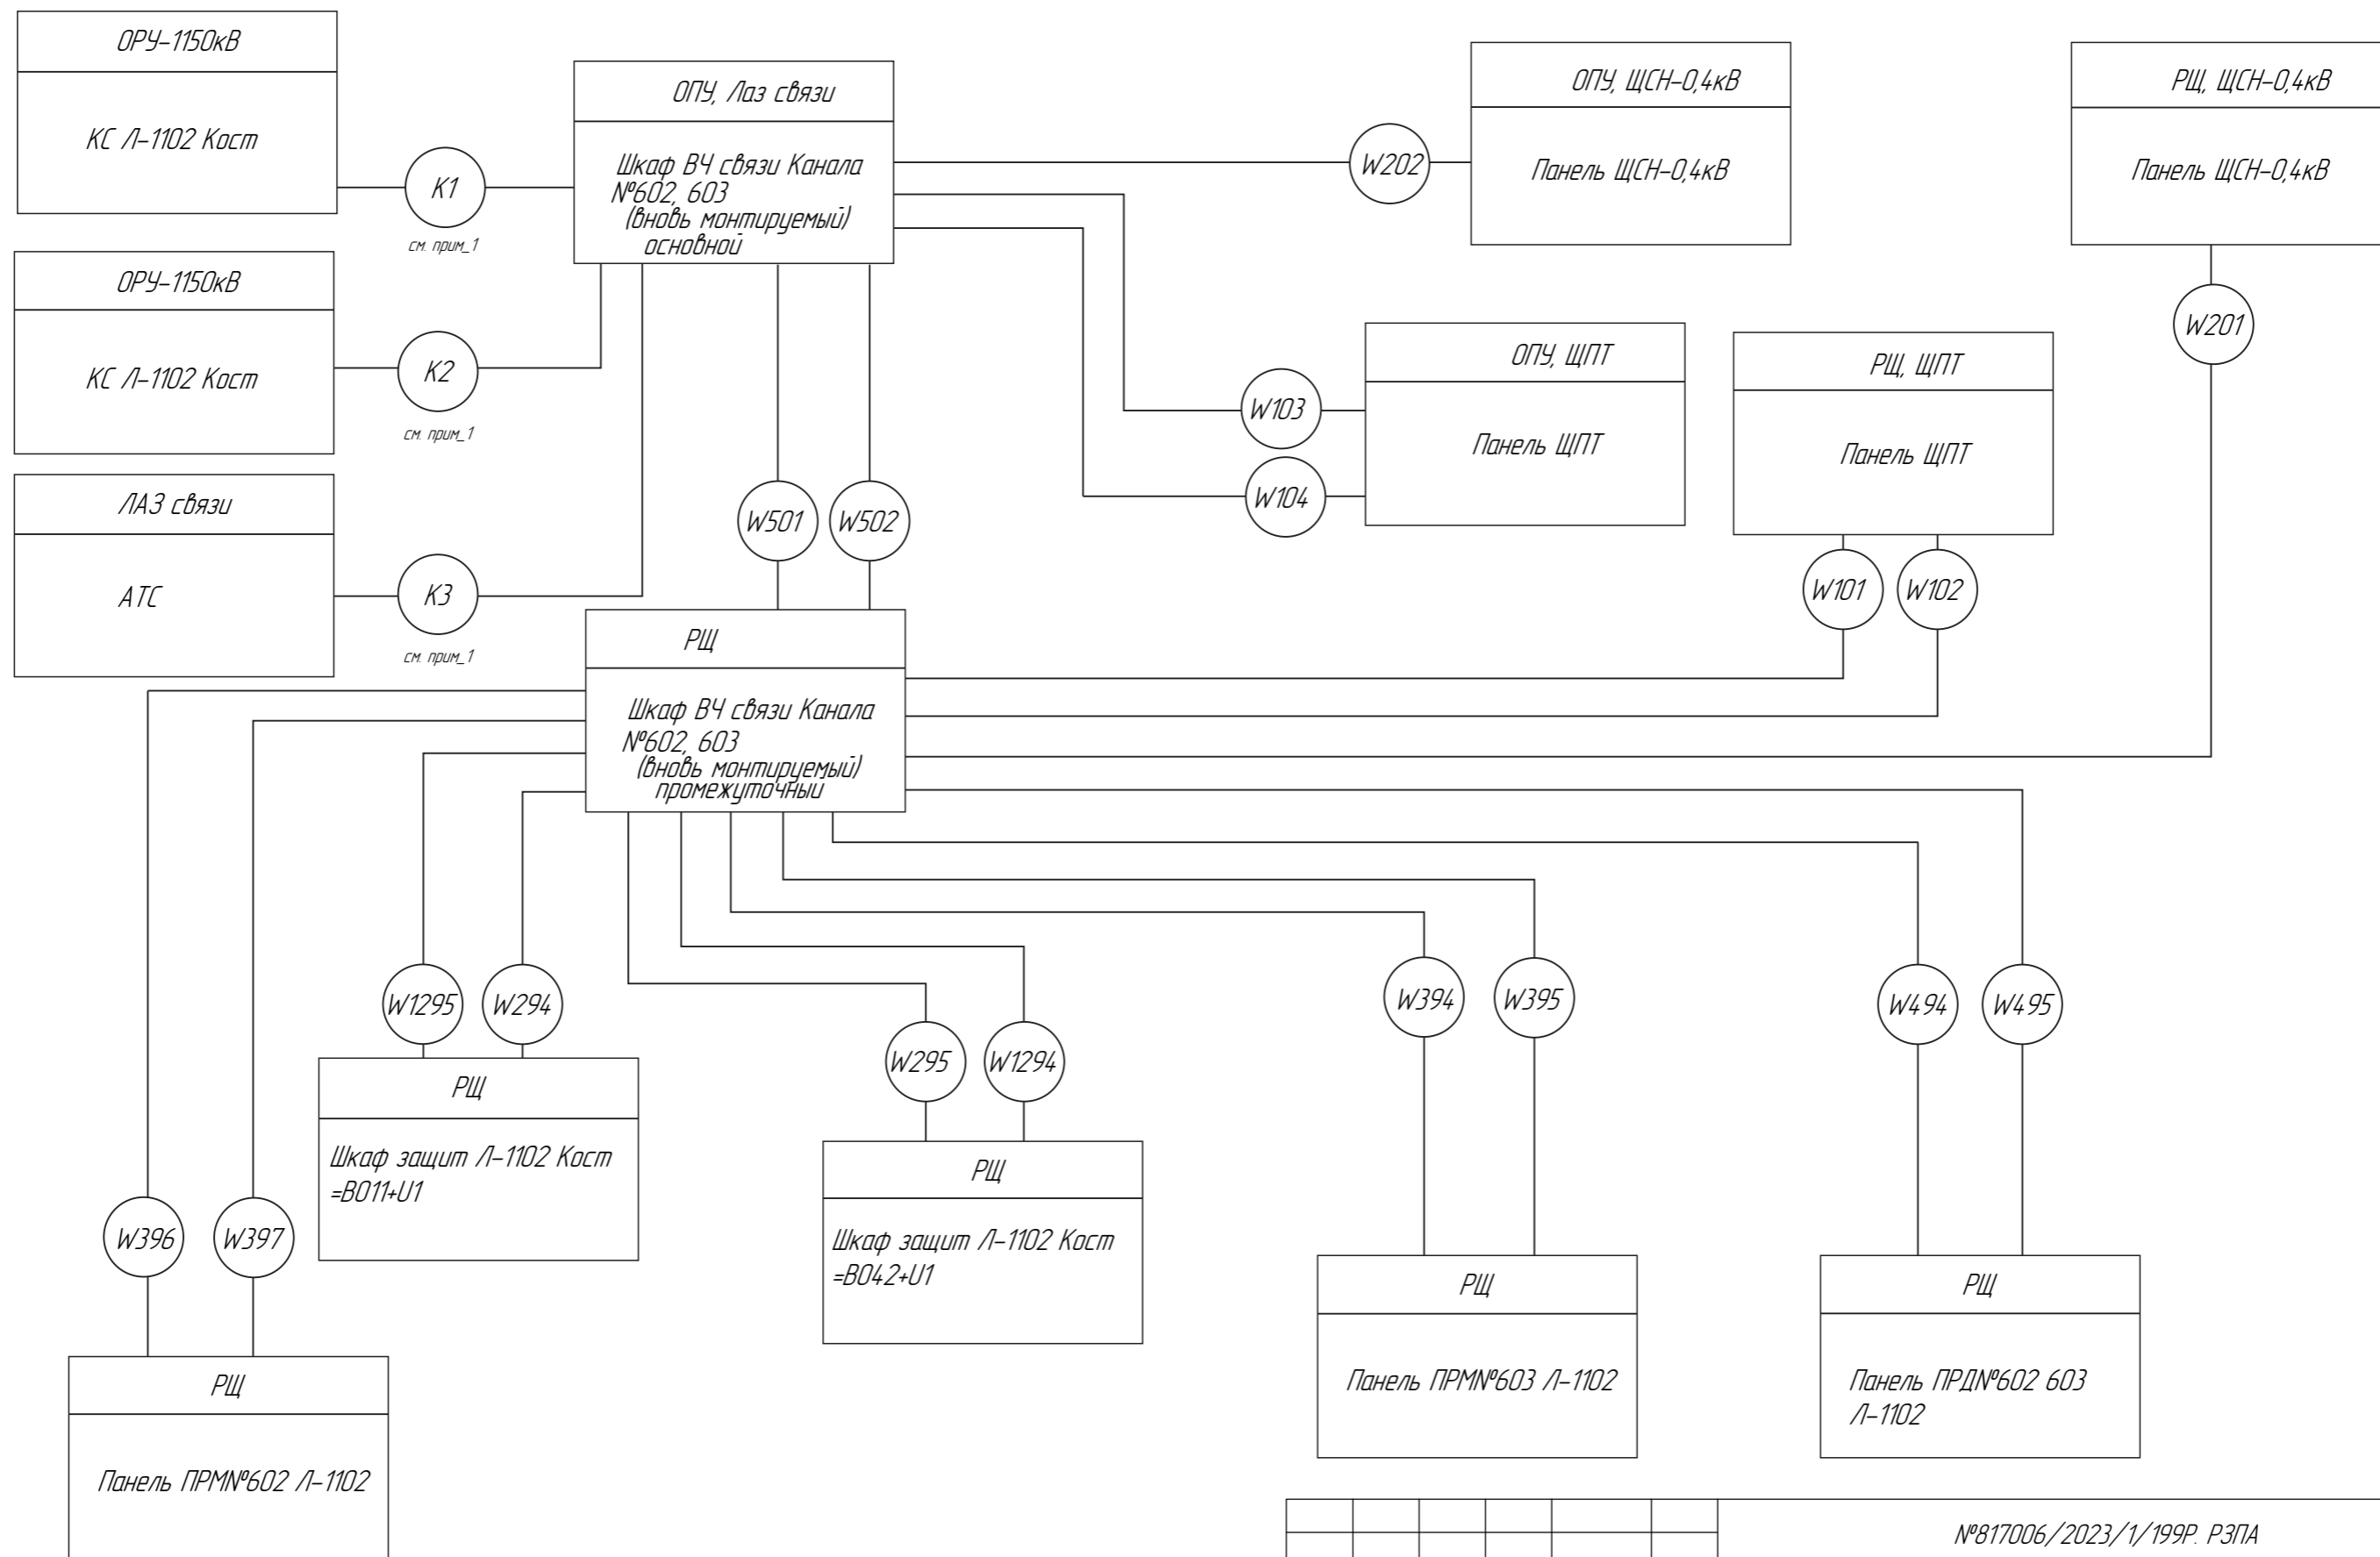 ОРУ-1150кВ
КС Л-1102 Кост
К1
см. прим_1
ОПУ, Лаз связи
Шкаф ВЧ связи Канала
№602, 603
(вновь монтируемый)
основной
W202
ОПУ, ЩСН-0,4кВ
Панель ЩСН-0,4кВ
РЩ, ЩСН-0,4кВ
Панель ЩСН-0,4кВ
W201
ОРУ-1150кВ
КС Л-1102 Кост
К2
см. прим_1
W103
W104
ОПУ, ЩПТ
Панель ЩПТ
РЩ, ЩПТ
Панель ЩПТ
W101
W102
ЛАЗ связи
АТС
К3
см. прим_1
W501
W502
РЩ
Шкаф ВЧ связи Канала
№602, 603
(вновь монтируемый)
промежуточный
W1295
W294
W295
W1294
W394
W395
W494
W495
РЩ
Шкаф защит Л-1102 Кост
=В011+U1
РЩ
Шкаф защит Л-1102 Кост
=В042+U1
W396
W397
РЩ
Панель ПРМ№603 Л-1102
РЩ
Панель ПРД№602 603
Л-1102
РЩ
Панель ПРМ№602 Л-1102
№817006/2023/1/199Р. РЗПА